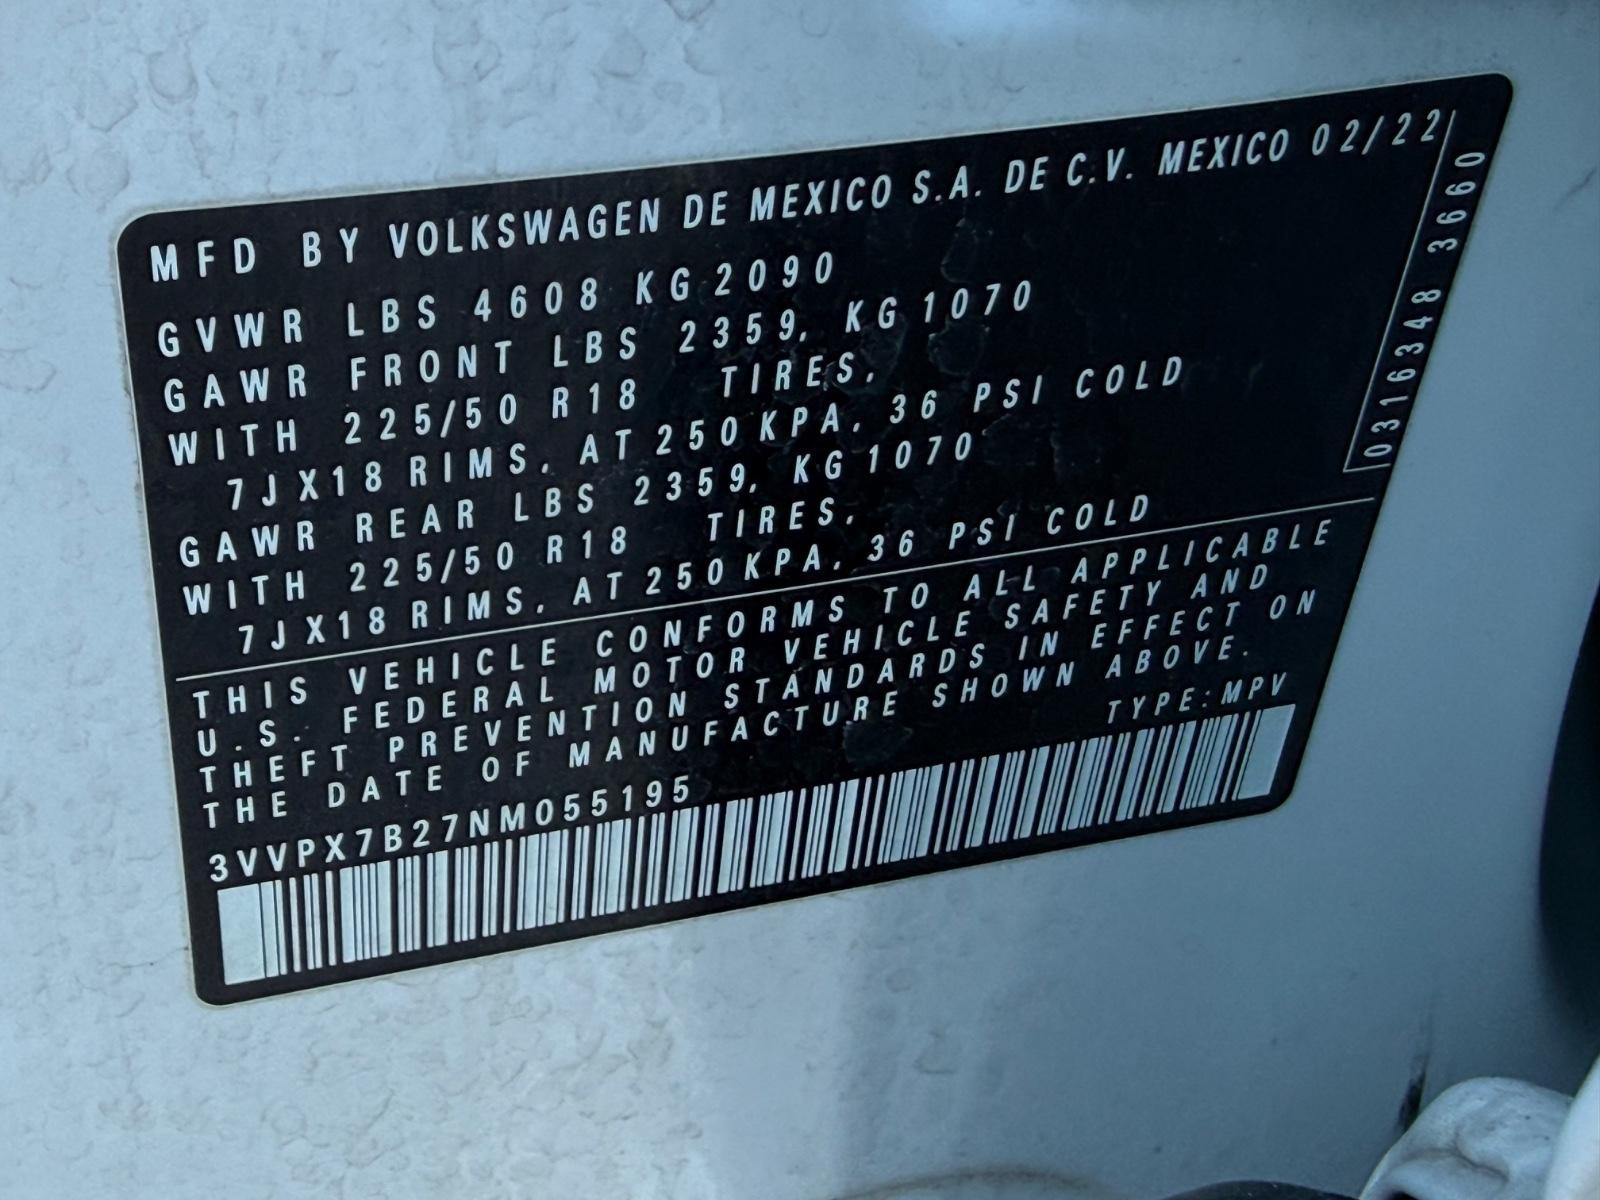 MFD BY VOLKSWAGEN DE MEXICO S.A. DE C.V. MEXICO 02/22
GVWR LBS 4608 KG 2090
GAWR FRONT LBS 2359, KG 1070
WITH 225/50 R18 TIRES,
7J X18 RIMS, AT 250 KPA, 36 PSI COLD
GAWR REAR LBS 2359, KG 1070
WITH 225/50 R18 TIRES,
7J X18 RIMS, AT 250 KPA, 36 PSI COLD
0316348 3660
THIS VEHICLE CONFORMS TO ALL APPLICABLE
U.S. FEDERAL MOTOR VEHICLE SAFETY AND
THEFT PREVENTION STANDARDS IN EFFECT ON
THE DATE OF MANUFACTURE SHOWN ABOVE.
TYPE: MPV
3VVPX7B27NM055195